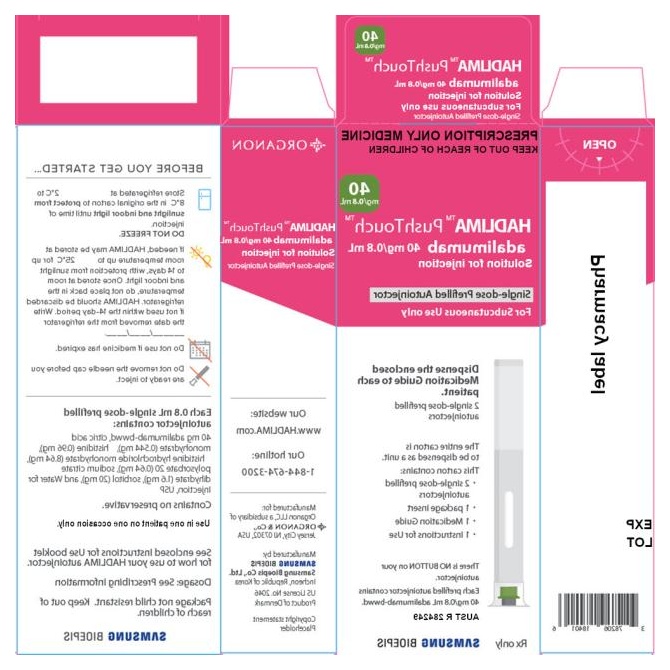 40
mg/0.8 mL
HADLIMA™ PushTouch™
adalimumab 40 mg/0.8 mL
Solution for injection
For subcutaneous use only
Single-dose Prefilled Autoinjector
PRESCRIPTION ONLY MEDICINE
KEEP OUT OF REACH OF CHILDREN
40
mg/0.8 mL
HADLIMA™ PushTouch™
adalimumab 40 mg/0.8 mL
Solution for injection
Single-dose Prefilled Autoinjector
For Subcutaneous Use only
Dispense the enclosed
Medication Guide to each
patient.
2 single-dose prefilled
autoinjectors
The entire carton is
to be dispensed as a unit.
This carton contains:
• 2 single-dose prefilled
autoinjectors
• 1 package insert
• 1 Medication Guide
• 1 Instructions for Use
There is NO BUTTON on your
autoinjector.
Each prefilled autoinjector contains
40 mg/0.8 mL adalimumab-bwwd.
AUST R 284249
Rx only
SAMSUNG BIOEPIS
ORGANON
HADLIMA™ PushTouch™
adalimumab 40 mg/0.8 mL
Solution for injection
Single-dose Prefilled Autoinjector
Our website:
www.HADLIMA.com
Our hotline:
1-844-674-3200
Manufactured for:
Organon LLC, a subsidiary of
ORGANON & Co.,
Jersey City, NJ 07302, USA
Manufactured by:
SAMSUNG BIOEPIS
Samsung Bioepis Co., Ltd.
Incheon, Republic of Korea
US License No. 2046
Product of Denmark
Copyright statement
Placeholder
BEFORE YOU GET STARTED...
Store refrigerated at 2°C to
8°C in the original carton to protect from
sunlight and indoor light until time of
injection.
DO NOT FREEZE.
If needed, HADLIMA may be stored at
room temperature up to 25°C for up
to 14 days, with protection from sunlight
and indoor light. Once stored at room
temperature, do not place back in the
refrigerator. HADLIMA should be discarded
if not used within the 14-day period. Write
the date removed from the refrigerator
____/____/____.
Do not use if medicine has expired.
Do not remove the needle cap before you
are ready to inject.
Each 0.8 mL single-dose prefilled
autoinjector contains:
40 mg adalimumab-bwwd, citric acid
monohydrate (0.544 mg), histidine (0.96 mg),
histidine hydrochloride monohydrate (8.64 mg),
polysorbate 20 (0.64 mg), sodium citrate
dihydrate (1.6 mg), sorbitol (20 mg), and Water for
Injection, USP
Contains no preservative.
Use in one patient on one occasion only.
See enclosed Instructions for Use booklet
for how to use your HADLIMA autoinjector.
Dosage: See Prescribing Information
Package not child resistant. Keep out of
reach of children.
SAMSUNG BIOEPIS
OPEN
Pharmacy label
EXP
LOT
3 78206 18401 6